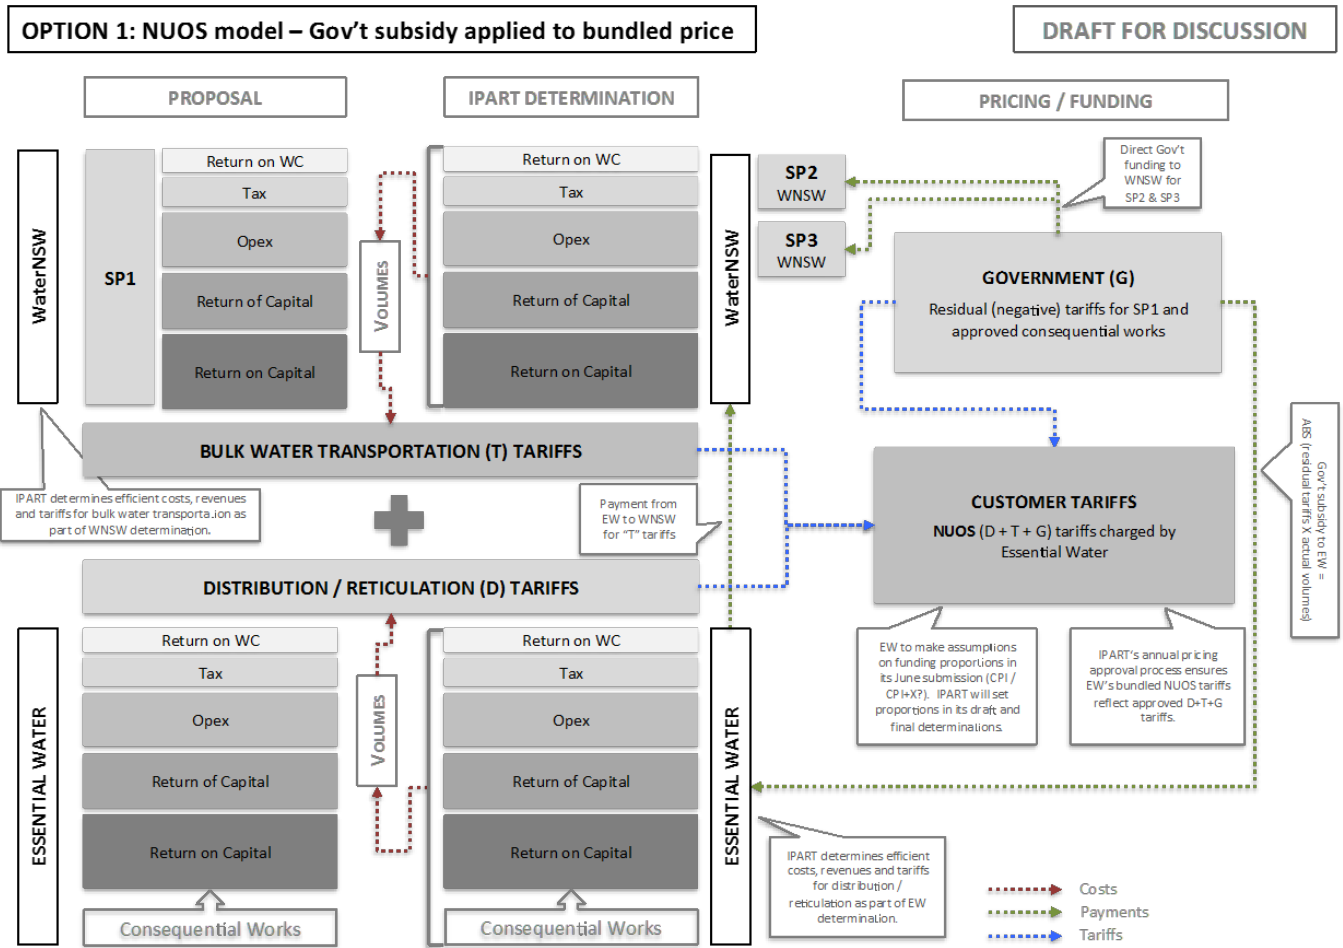 OPTION 1: NUOS model – Gov't subsidy applied to bundled price
DRAFT FOR DISCUSSION
PROPOSAL
IPART DETERMINATION
PRICING / FUNDING
WaterNSW
SP1
Return on WC
Tax
Opex
Return of Capital
Return on Capital
VOLUMES
Return on WC
Tax
Opex
Return of Capital
Return on Capital
WaterNSW
SP2
WNSW
SP3
WNSW
Direct Gov't
funding to
WNSW for
SP2 & SP3
GOVERNMENT (G)
Residual (negative) tariffs for SP1 and
approved consequential works
BULK WATER TRANSPORTATION (T) TARIFFS
IPART determines efficient costs, revenues
and tariffs for bulk water transportation as
part of WNSW determination.
Payment from
EW to WNSW
for "T" tariffs
CUSTOMER TARIFFS
NUOS (D + T + G) tariffs charged by
Essential Water
Gov't subsidy to EW =
ABS (residual tariffs X actual volumes)
DISTRIBUTION / RETICULATION (D) TARIFFS
ESSENTIAL WATER
Return on WC
Tax
Opex
Return of Capital
Return on Capital
Consequential Works
VOLUMES
Return on WC
Tax
Opex
Return of Capital
Return on Capital
Consequential Works
ESSENTIAL WATER
EW to make assumptions
on funding proportions in
its June submission (CPI /
CPI+X?). IPART will set
proportions in its draft and
final determinations.
IPART's annual pricing
approval process ensures
EW's bundled NUOS tariffs
reflect approved D+T+G
tariffs.
IPART determines efficient
costs, revenues and tariffs
for distribution /
reticulation as part of EW
determination.
Costs
Payments
Tariffs